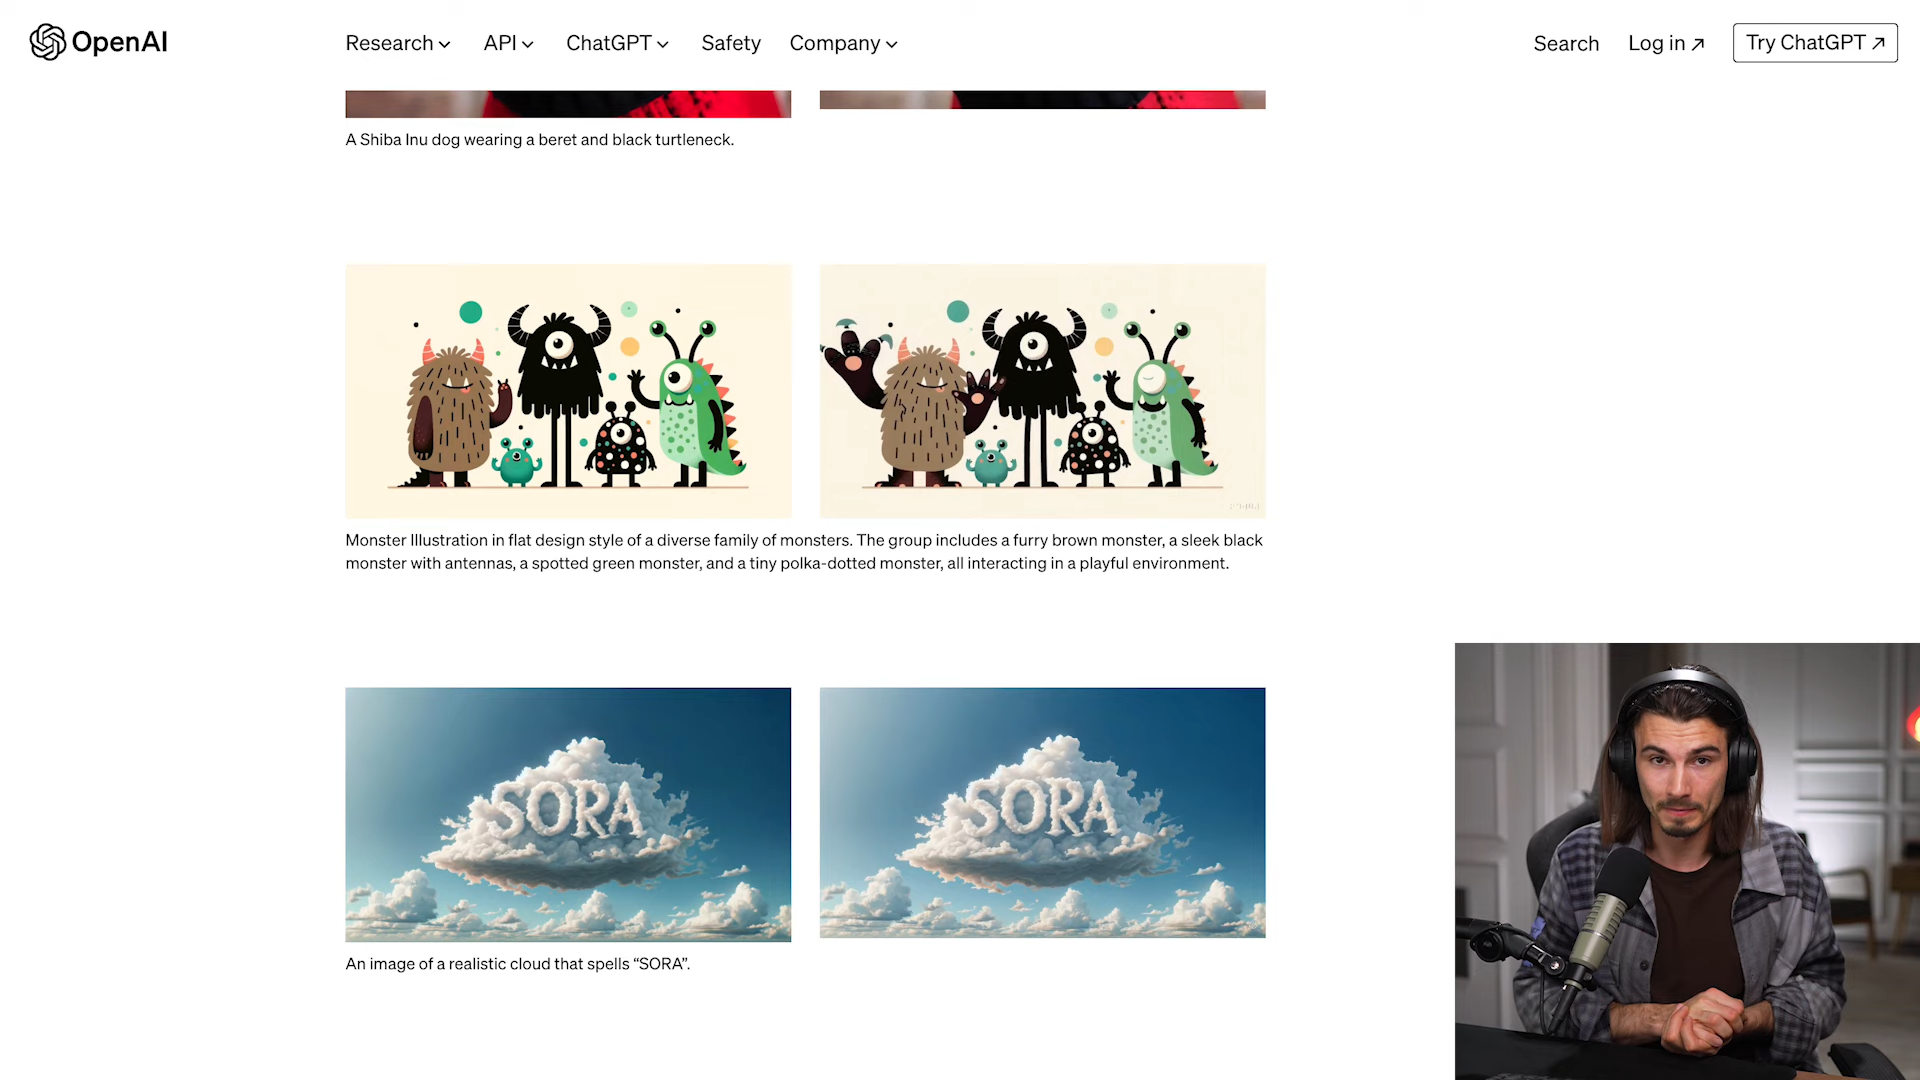 OpenAI
Research API ChatGPT Safety Company
Search Log in Try ChatGPT
A Shiba Inu dog wearing a beret and black turtleneck.
Monster Illustration in flat design style of a diverse family of monsters. The group includes a furry brown monster, a sleek black
monster with antennas, a spotted green monster, and a tiny polka-dotted monster, all interacting in a playful environment.
SORA
SORA
An image of a realistic cloud that spells “SORA”.